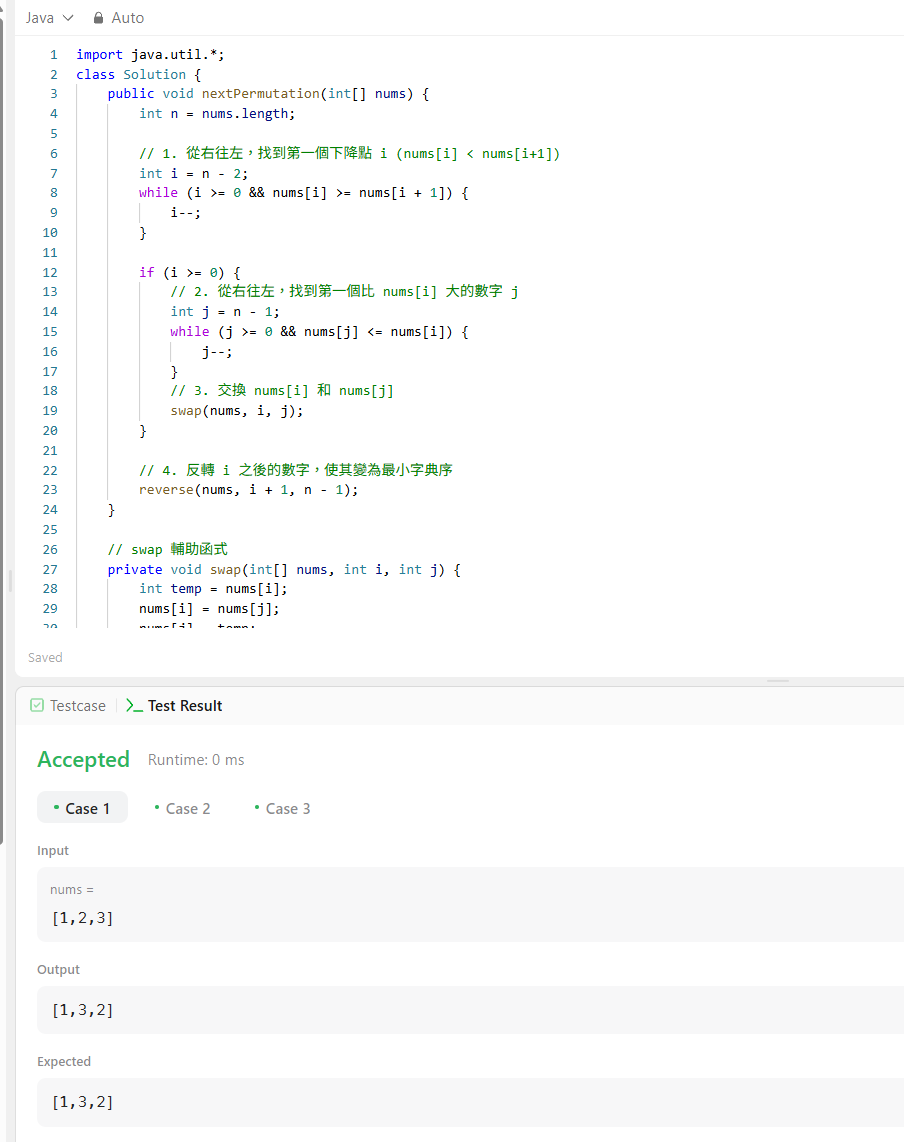 Java Auto
1 import java.util.*;
2 class Solution {
3 public void nextPermutation(int[] nums) {
4 int n = nums.length;
5
6 // 1. 從右往左，找到第一個下降點 i (nums[i] < nums[i+1])
7 int i = n - 2;
8 while (i >= 0 && nums[i] >= nums[i + 1]) {
9 i--;
10 }
11
12 if (i >= 0) {
13 // 2. 從右往左，找到第一個比 nums[i] 大的數字 j
14 int j = n - 1;
15 while (j >= 0 && nums[j] <= nums[i]) {
16 j--;
17 }
18 // 3. 交換 nums[i] 和 nums[j]
19 swap(nums, i, j);
20 }
21
22 // 4. 反轉 i 之後的數字，使其變為最小字典序
23 reverse(nums, i + 1, n - 1);
24 }
25
26 // swap 輔助函式
27 private void swap(int[] nums, int i, int j) {
28 int temp = nums[i];
29 nums[i] = nums[j];
30 nums[j] = temp;
Saved
Testcase Test Result
Accepted Runtime: 0 ms
Case 1 Case 2 Case 3
Input
nums =
[1,2,3]
Output
[1,3,2]
Expected
[1,3,2]